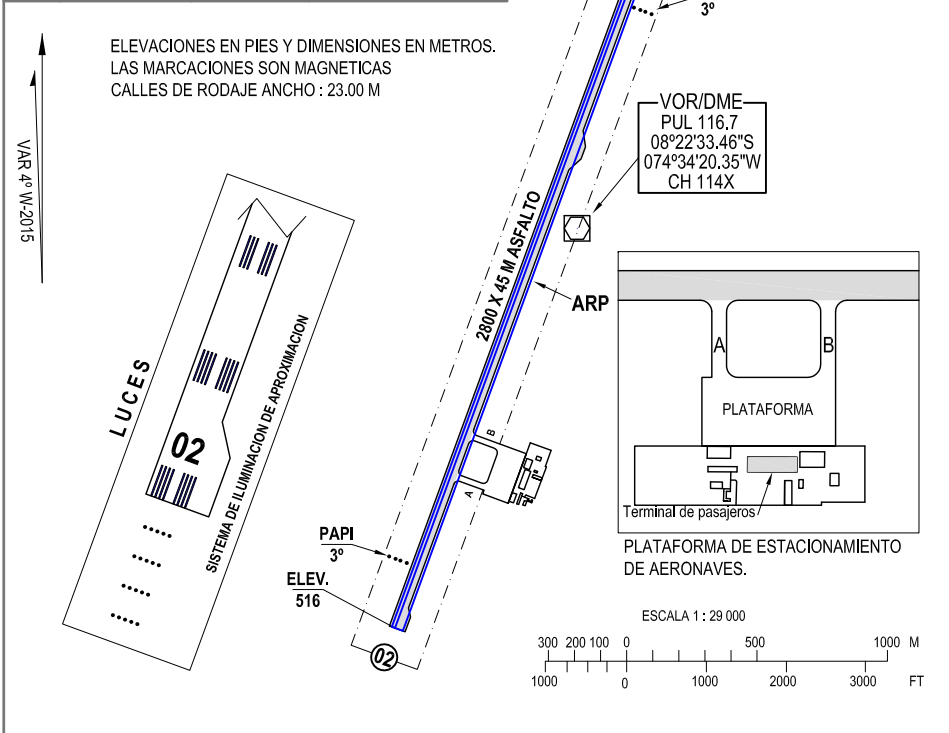 ELEVACIONES EN PIES Y DIMENSIONES EN METROS.
LAS MARCACIONES SON MAGNETICAS
CALLES DE RODAJE ANCHO : 23.00 M
3º
VOR/DME
PUL 116.7
08º22'33.46"S
074º34'20.35"W
CH 114X
VAR 4º W-2015
2800 X 45 M ASFALTO
ARP
LUCES
02
SISTEMA DE ILUMINACION DE APROXIMACION
B
A
PAPI
3º
ELEV.
516
02
A
B
PLATAFORMA
Terminal de pasajeros
PLATAFORMA DE ESTACIONAMIENTO
DE AERONAVES.
ESCALA 1 : 29 000
300 200 100 0 500 1000 M
1000 0 1000 2000 3000 FT